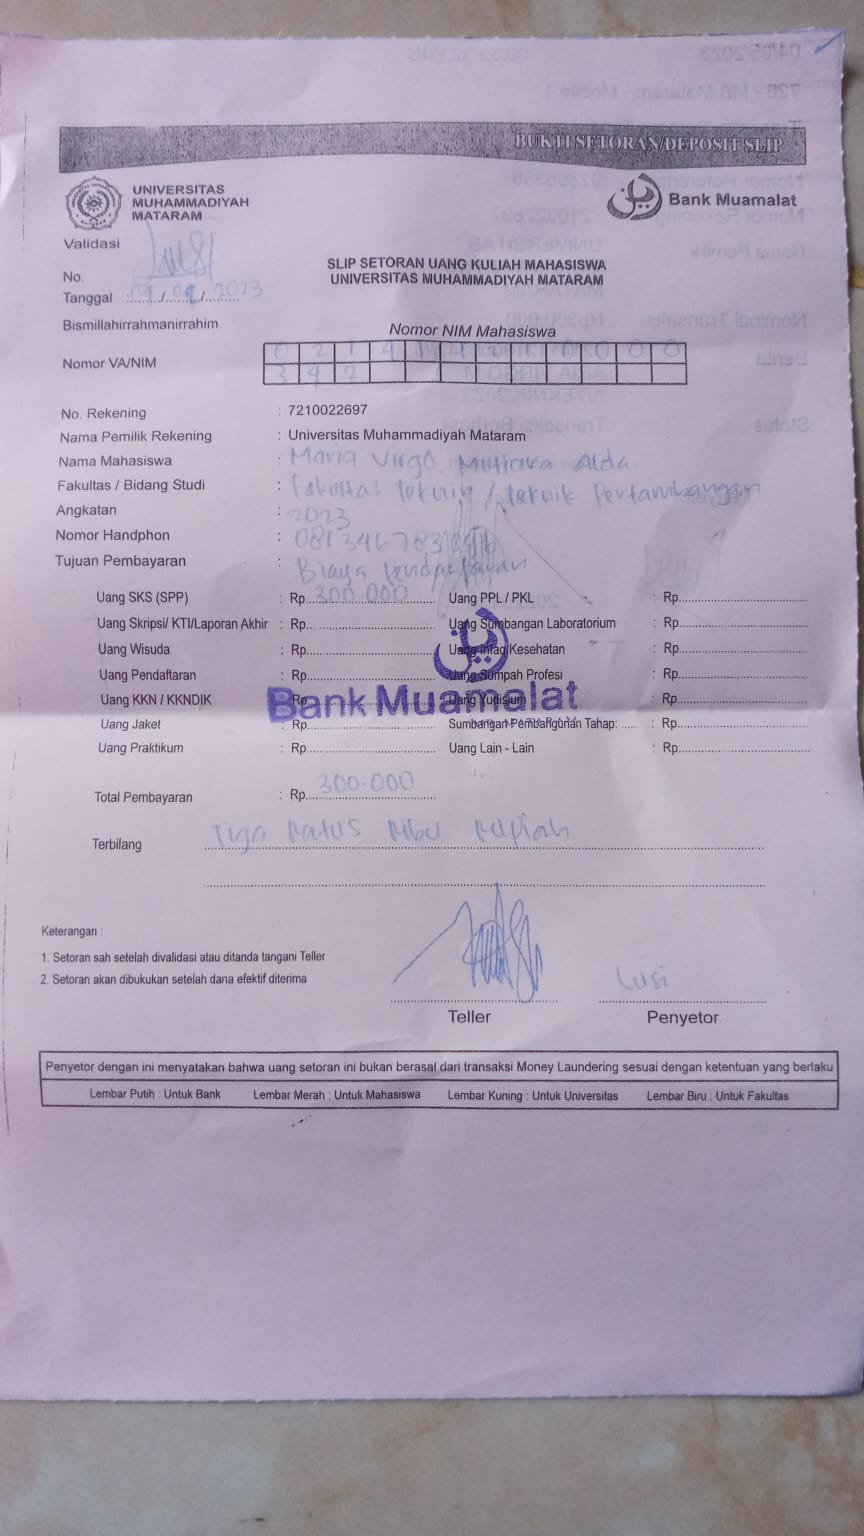 BUKTI SETORAN/DEPOSIT SLIP
UNIVERSITAS
MUHAMMADIYAH
MATARAM
Bank Muamalat
Validasi
SLIP SETORAN UANG KULIAH MAHASISWA
UNIVERSITAS MUHAMMADIYAH MATARAM
No.
Tanggal : 2023
Bismillahirrahmanirrahim
Nomor NIM Mahasiswa
Nomor VA/NIM
3 4 2
No. Rekening : 7210022697
Nama Pemilik Rekening : Universitas Muhammadiyah Mataram
Nama Mahasiswa : Maria Virgo Mutiara Alda
Fakultas / Bidang Studi : Fakultas teknik / teknik Pertambangan
Angkatan : 2023
Nomor Handphon :
Tujuan Pembayaran : Biaya Pendaftaran
Uang SKS (SPP) : Rp. 300.000 Uang PPL / PKL : Rp.
Uang Skripsi/ KTI/Laporan Akhir : Rp. Uang Sumbangan Laboratorium : Rp.
Uang Wisuda : Rp. Uang Infaq Kesehatan : Rp.
Uang Pendaftaran : Rp. Uang Sumpah Profesi : Rp.
Uang KKN / KKNDIK : Rp. Uang Yudisium : Rp.
Bank Muamalat
Uang Jaket : Rp. Sumbangan Pembangunan Tahap: ..... : Rp.
Uang Praktikum : Rp. Uang Lain - Lain : Rp.
Total Pembayaran : Rp. 300.000
Terbilang Tiga Ratus Ribu Rupiah
Keterangan :
1. Setoran sah setelah divalidasi atau ditanda tangani Teller
2. Setoran akan dibukukan setelah dana efektif diterima
Lusi
Teller Penyetor
Penyetor dengan ini menyatakan bahwa uang setoran ini bukan berasal dari transaksi Money Laundering sesuai dengan ketentuan yang berlaku
Lembar Putih : Untuk Bank Lembar Merah : Untuk Mahasiswa Lembar Kuning : Untuk Universitas Lembar Biru : Untuk Fakultas